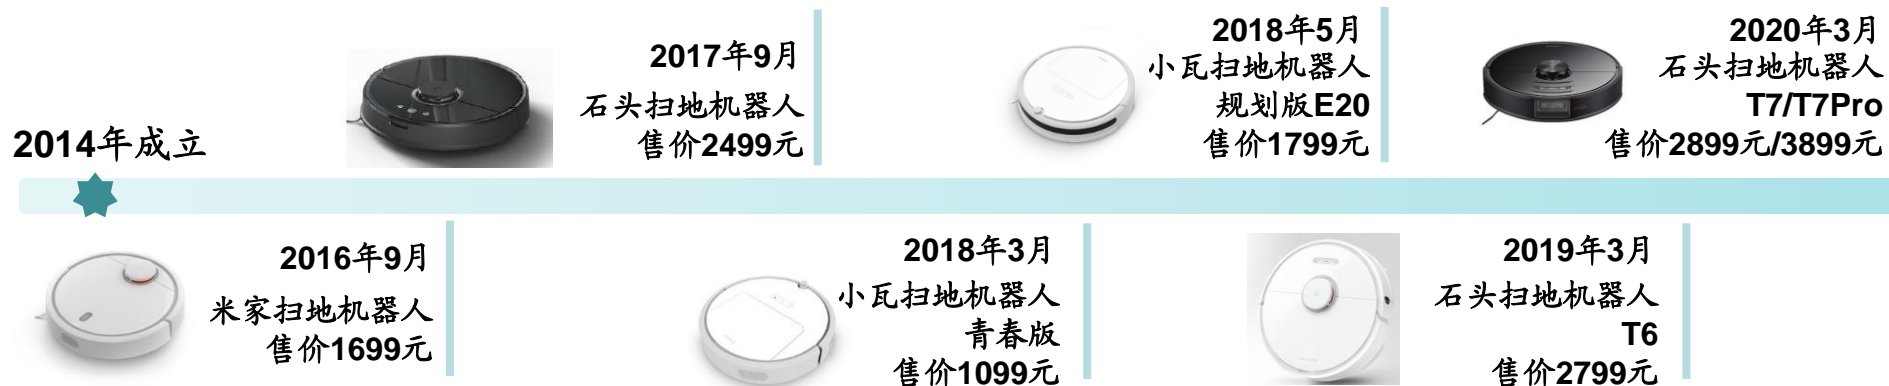 2014年成立
2016年9月
米家扫地机器人
售价1699元
2017年9月
石头扫地机器人
售价2499元
2018年3月
小瓦扫地机器人
青春版
售价1099元
2018年5月
小瓦扫地机器人
规划版E20
售价1799元
2019年3月
石头扫地机器人
T6
售价2799元
2020年3月
石头扫地机器人
T7/T7Pro
售价2899元/3899元